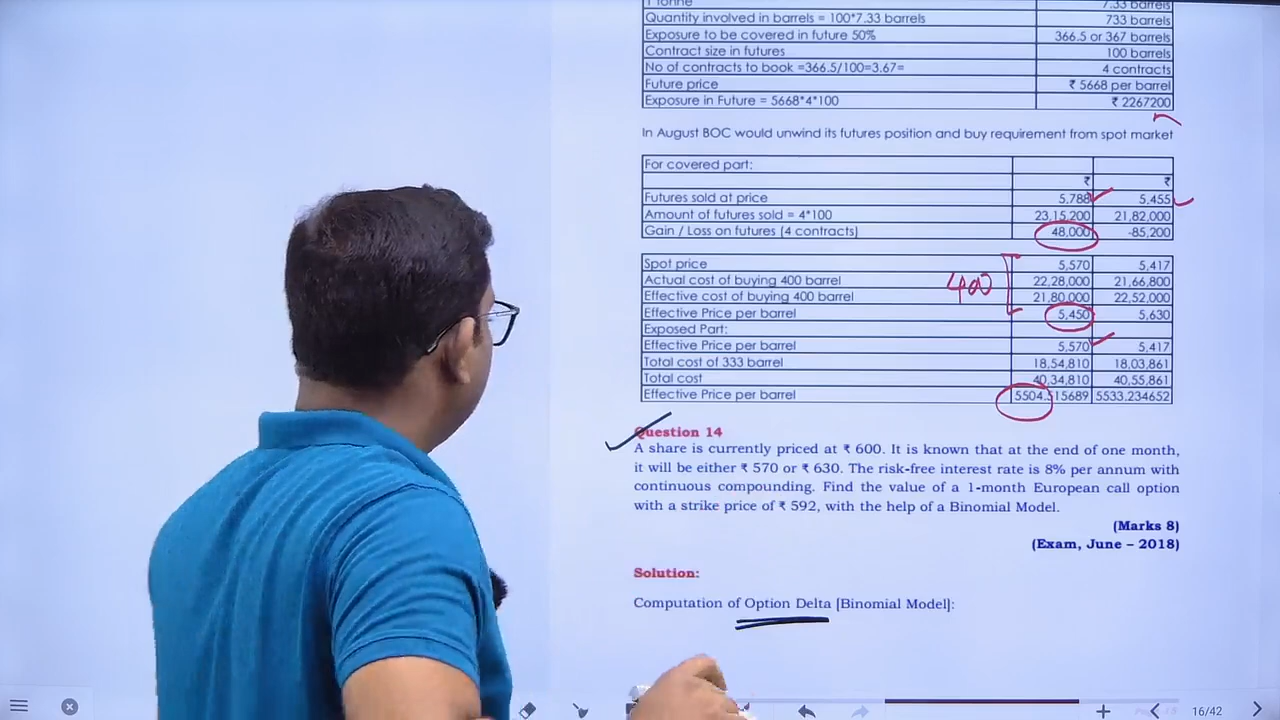 1 Tonne 7.33 barrels
Quantity involved in barrels = 100*7.33 barrels 733 barrels
Exposure to be covered in future 50% 366.5 or 367 barrels
Contract size in futures 100 barrels
No of contracts to book =366.5/100=3.67= 4 contracts
Future price ₹ 5668 per barrel
Exposure in Future = 5668*4*100 ₹ 2267200
In August BOC would unwind its futures position and buy requirement from spot market
For covered part:
₹ ₹
Futures sold at price 5,788 5,455
Amount of futures sold = 4*100 23,15,200 21,82,000
Gain / Loss on futures (4 contracts) 48,000 -85,200
Spot price 5,570 5,417
Actual cost of buying 400 barrel 22,28,000 21,66,800
400
Effective cost of buying 400 barrel 21,80,000 22,52,000
Effective Price per barrel 5,450 5,630
Exposed Part:
Effective Price per barrel 5,570 5,417
Total cost of 333 barrel 18,54,810 18,03,861
Total cost 40,34,810 40,55,861
Effective Price per barrel 5504.515689 5533.234652
Question 14
A share is currently priced at ₹ 600. It is known that at the end of one month,
it will be either ₹ 570 or ₹ 630. The risk-free interest rate is 8% per annum with
continuous compounding. Find the value of a 1-month European call option
with a strike price of ₹ 592, with the help of a Binomial Model.
(Marks 8)
(Exam, June – 2018)
Solution:
Computation of Option Delta [Binomial Model]:
16/42